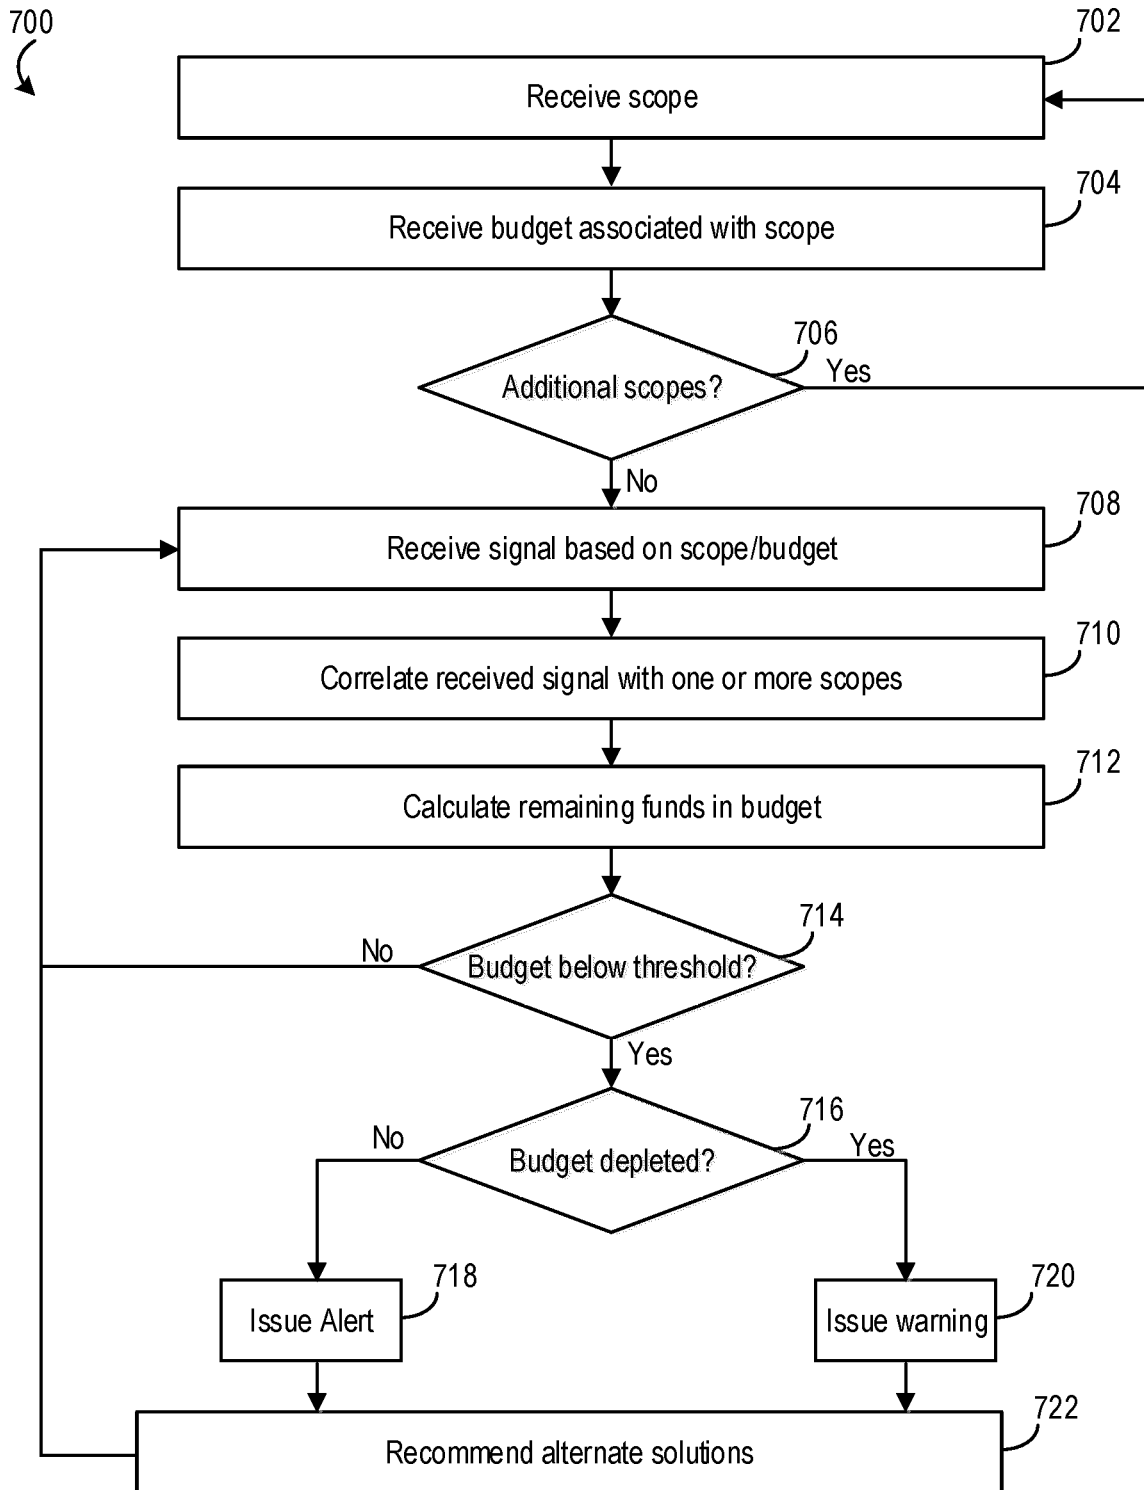 700
702
Receive scope
704
Receive budget associated with scope
706
Additional scopes?
Yes
No
708
Receive signal based on scope/budget
710
Correlate received signal with one or more scopes
712
Calculate remaining funds in budget
714
No
Budget below threshold?
Yes
716
No
Yes
Budget depleted?
718
720
Issue Alert
Issue warning
722
Recommend alternate solutions